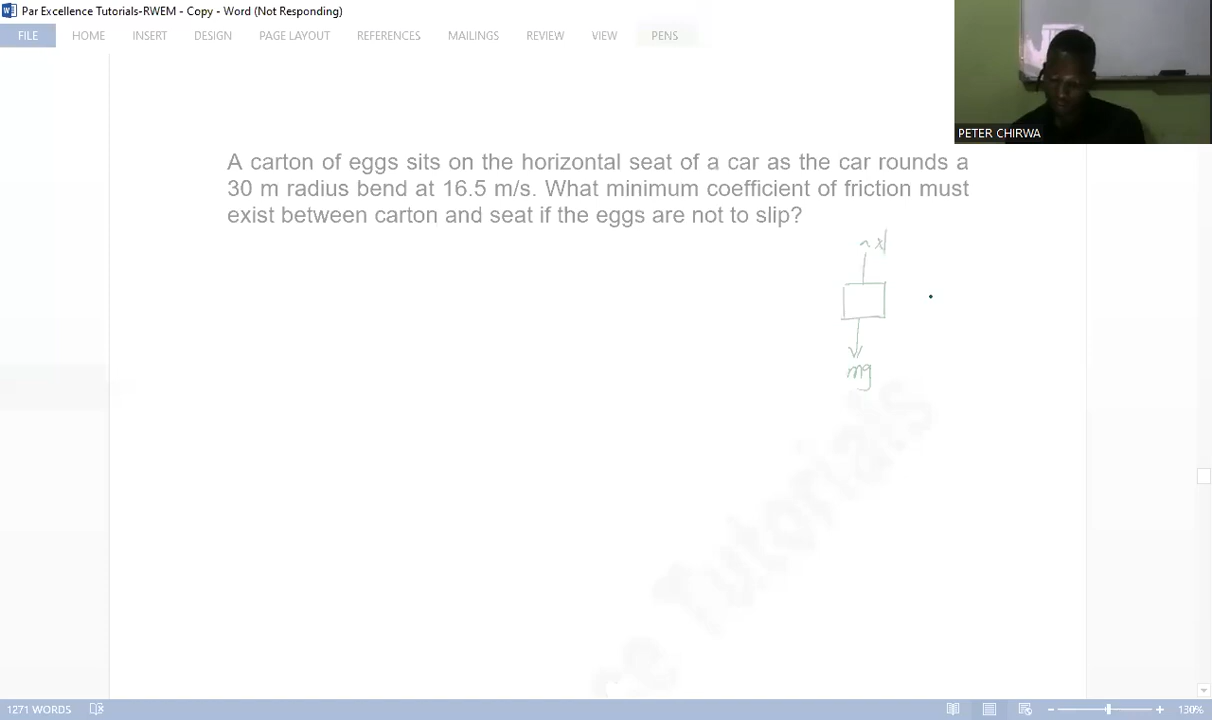 Par Excellence Tutorials-RWEM - Copy - Word (Not Responding)
FILE HOME INSERT DESIGN PAGE LAYOUT REFERENCES MAILINGS REVIEW VIEW PENS
PETER CHIRWA
A carton of eggs sits on the horizontal seat of a car as the car rounds a
30 m radius bend at 16.5 m/s. What minimum coefficient of friction must
exist between carton and seat if the eggs are not to slip?
mg
ce Tutorials
1271 WORDS
130%